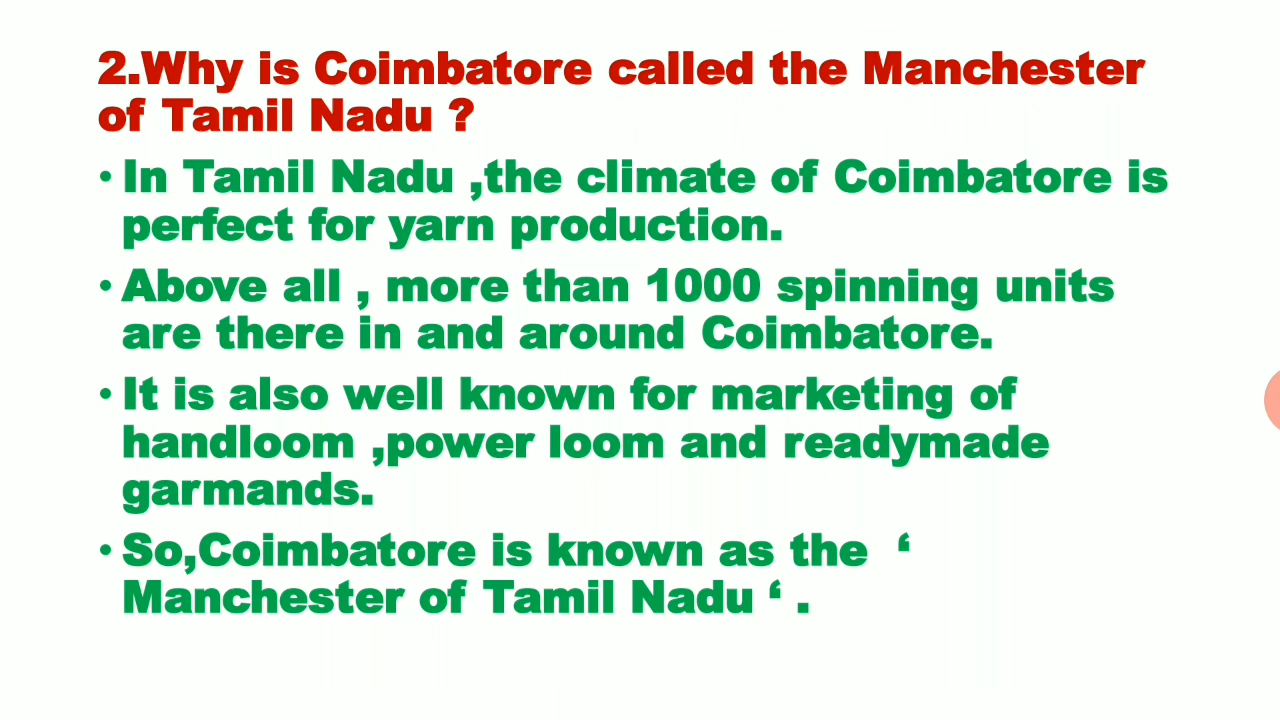 2.Why is Coimbatore called the Manchester
of Tamil Nadu ?
• In Tamil Nadu ,the climate of Coimbatore is
perfect for yarn production.
• Above all , more than 1000 spinning units
are there in and around Coimbatore.
• It is also well known for marketing of
handloom ,power loom and readymade
garmands.
• So,Coimbatore is known as the ‘
Manchester of Tamil Nadu ‘ .